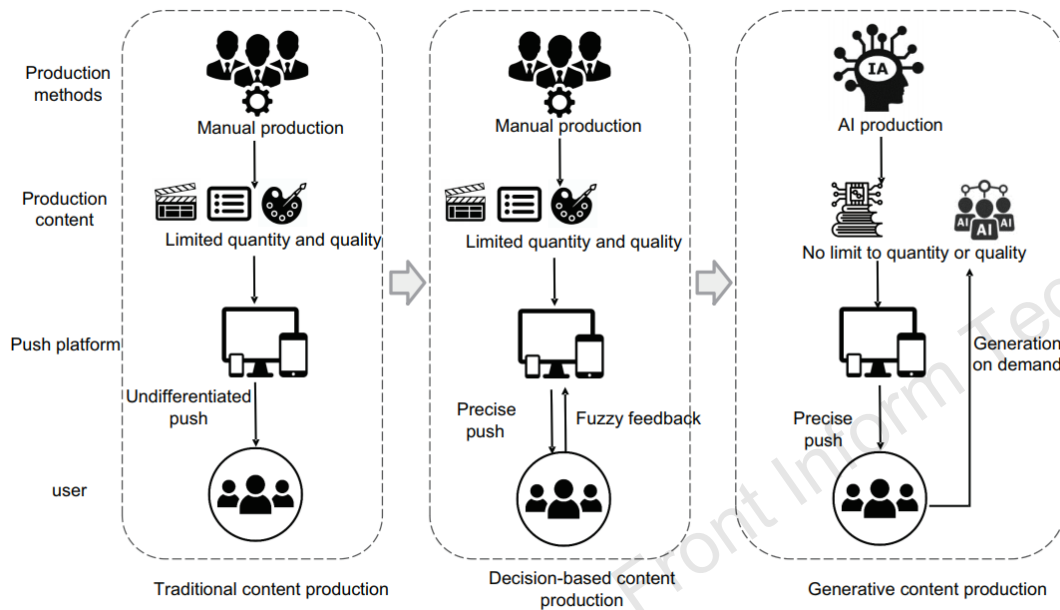 Production
methods
IA
Manual production
Manual production
AI production
Production
content
AI
AI
AI
Limited quantity and quality
Limited quantity and quality
No limit to quantity or quality
Push platform
Generation
on demand
Undifferentiated
push
Precise
push
Fuzzy feedback
Precise
push
user
Front Inform Tec
Traditional content production
Decision-based content
production
Generative content production